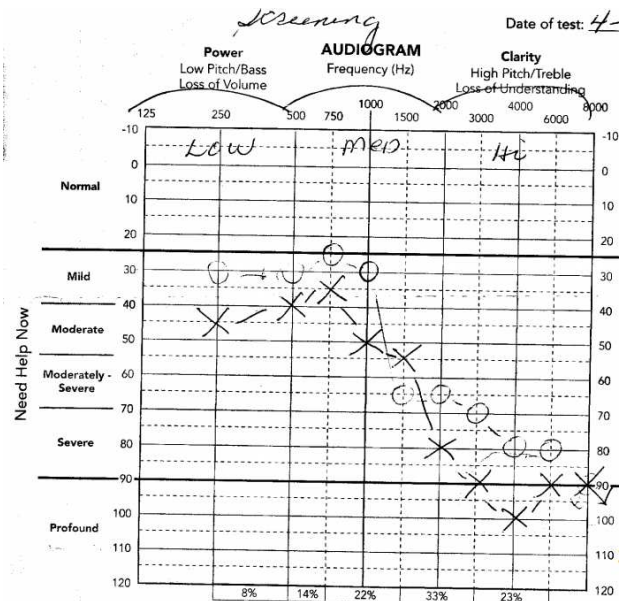 Screening
Date of test: 4-
Power
Low Pitch/Bass
Loss of Volume
AUDIOGRAM
Frequency (Hz)
Clarity
High Pitch/Treble
Loss of Understanding
125 250 500 750 1000 1500 2000 3000 4000 6000 8000
Low Med Hi
-10 -10
0 0
Normal
10 10
20 20
Mild
30 30
40 40
Moderate
50 50
Moderately -
Severe
60 60
70 70
Severe
80 80
90 90
Profound
100 100
110 110
120 120
Need Help Now
8% 14% 22% 33% 23%